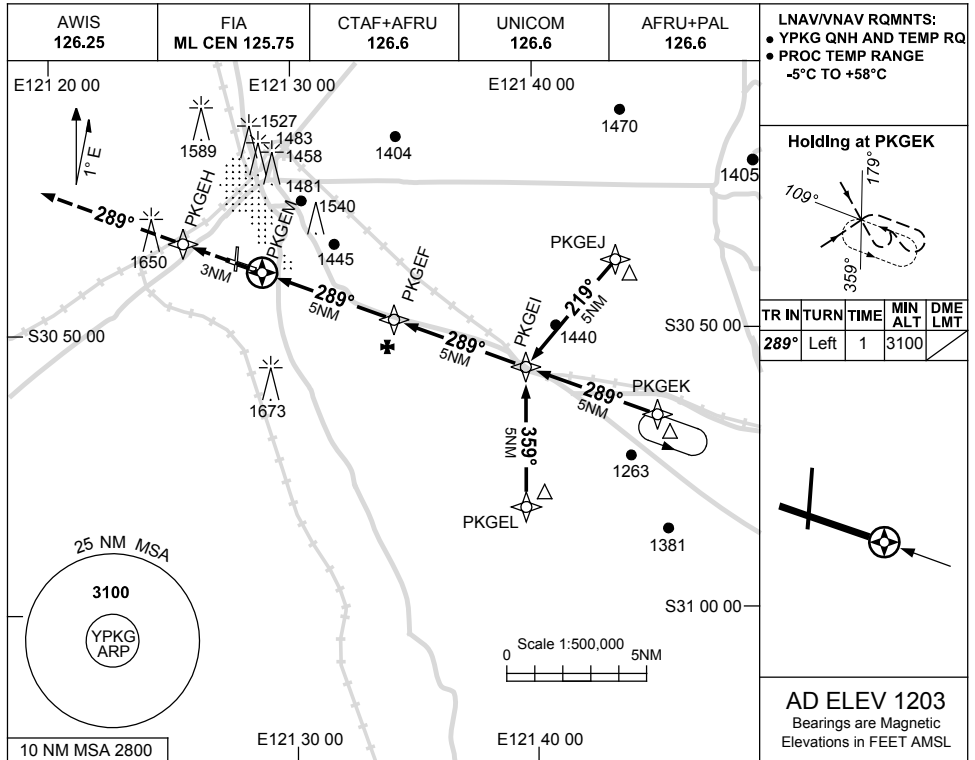 AWIS
126.25
FIA
ML CEN 125.75
CTAF+AFRU
126.6
UNICOM
126.6
AFRU+PAL
126.6
LNAV/VNAV RQMNTS:
● YPKG QNH AND TEMP RQ
● PROC TEMP RANGE
-5°C TO +58°C
E121 20 00
E121 30 00
E121 40 00
1° E
1589
1527
1483
1458
1481
1540
1404
1470
1405
Holding at PKGEK
179°
109°
359°
TR IN
TURN
TIME
MIN ALT
DME LMT
289°
Left
1
3100
289°
1650
PKGEH
3NM
PKGEM
1445
289°
5NM
PKGEF
289°
5NM
PKGEI
PKGEJ
219°
5NM
1440
S30 50 00
S30 50 00
289°
5NM
PKGEK
1673
359°
5NM
PKGEL
1263
1381
S31 00 00
25 NM MSA
3100
YPKG
ARP
10 NM MSA 2800
Scale 1:500,000
0
5NM
E121 30 00
E121 40 00
AD ELEV 1203
Bearings are Magnetic
Elevations in FEET AMSL